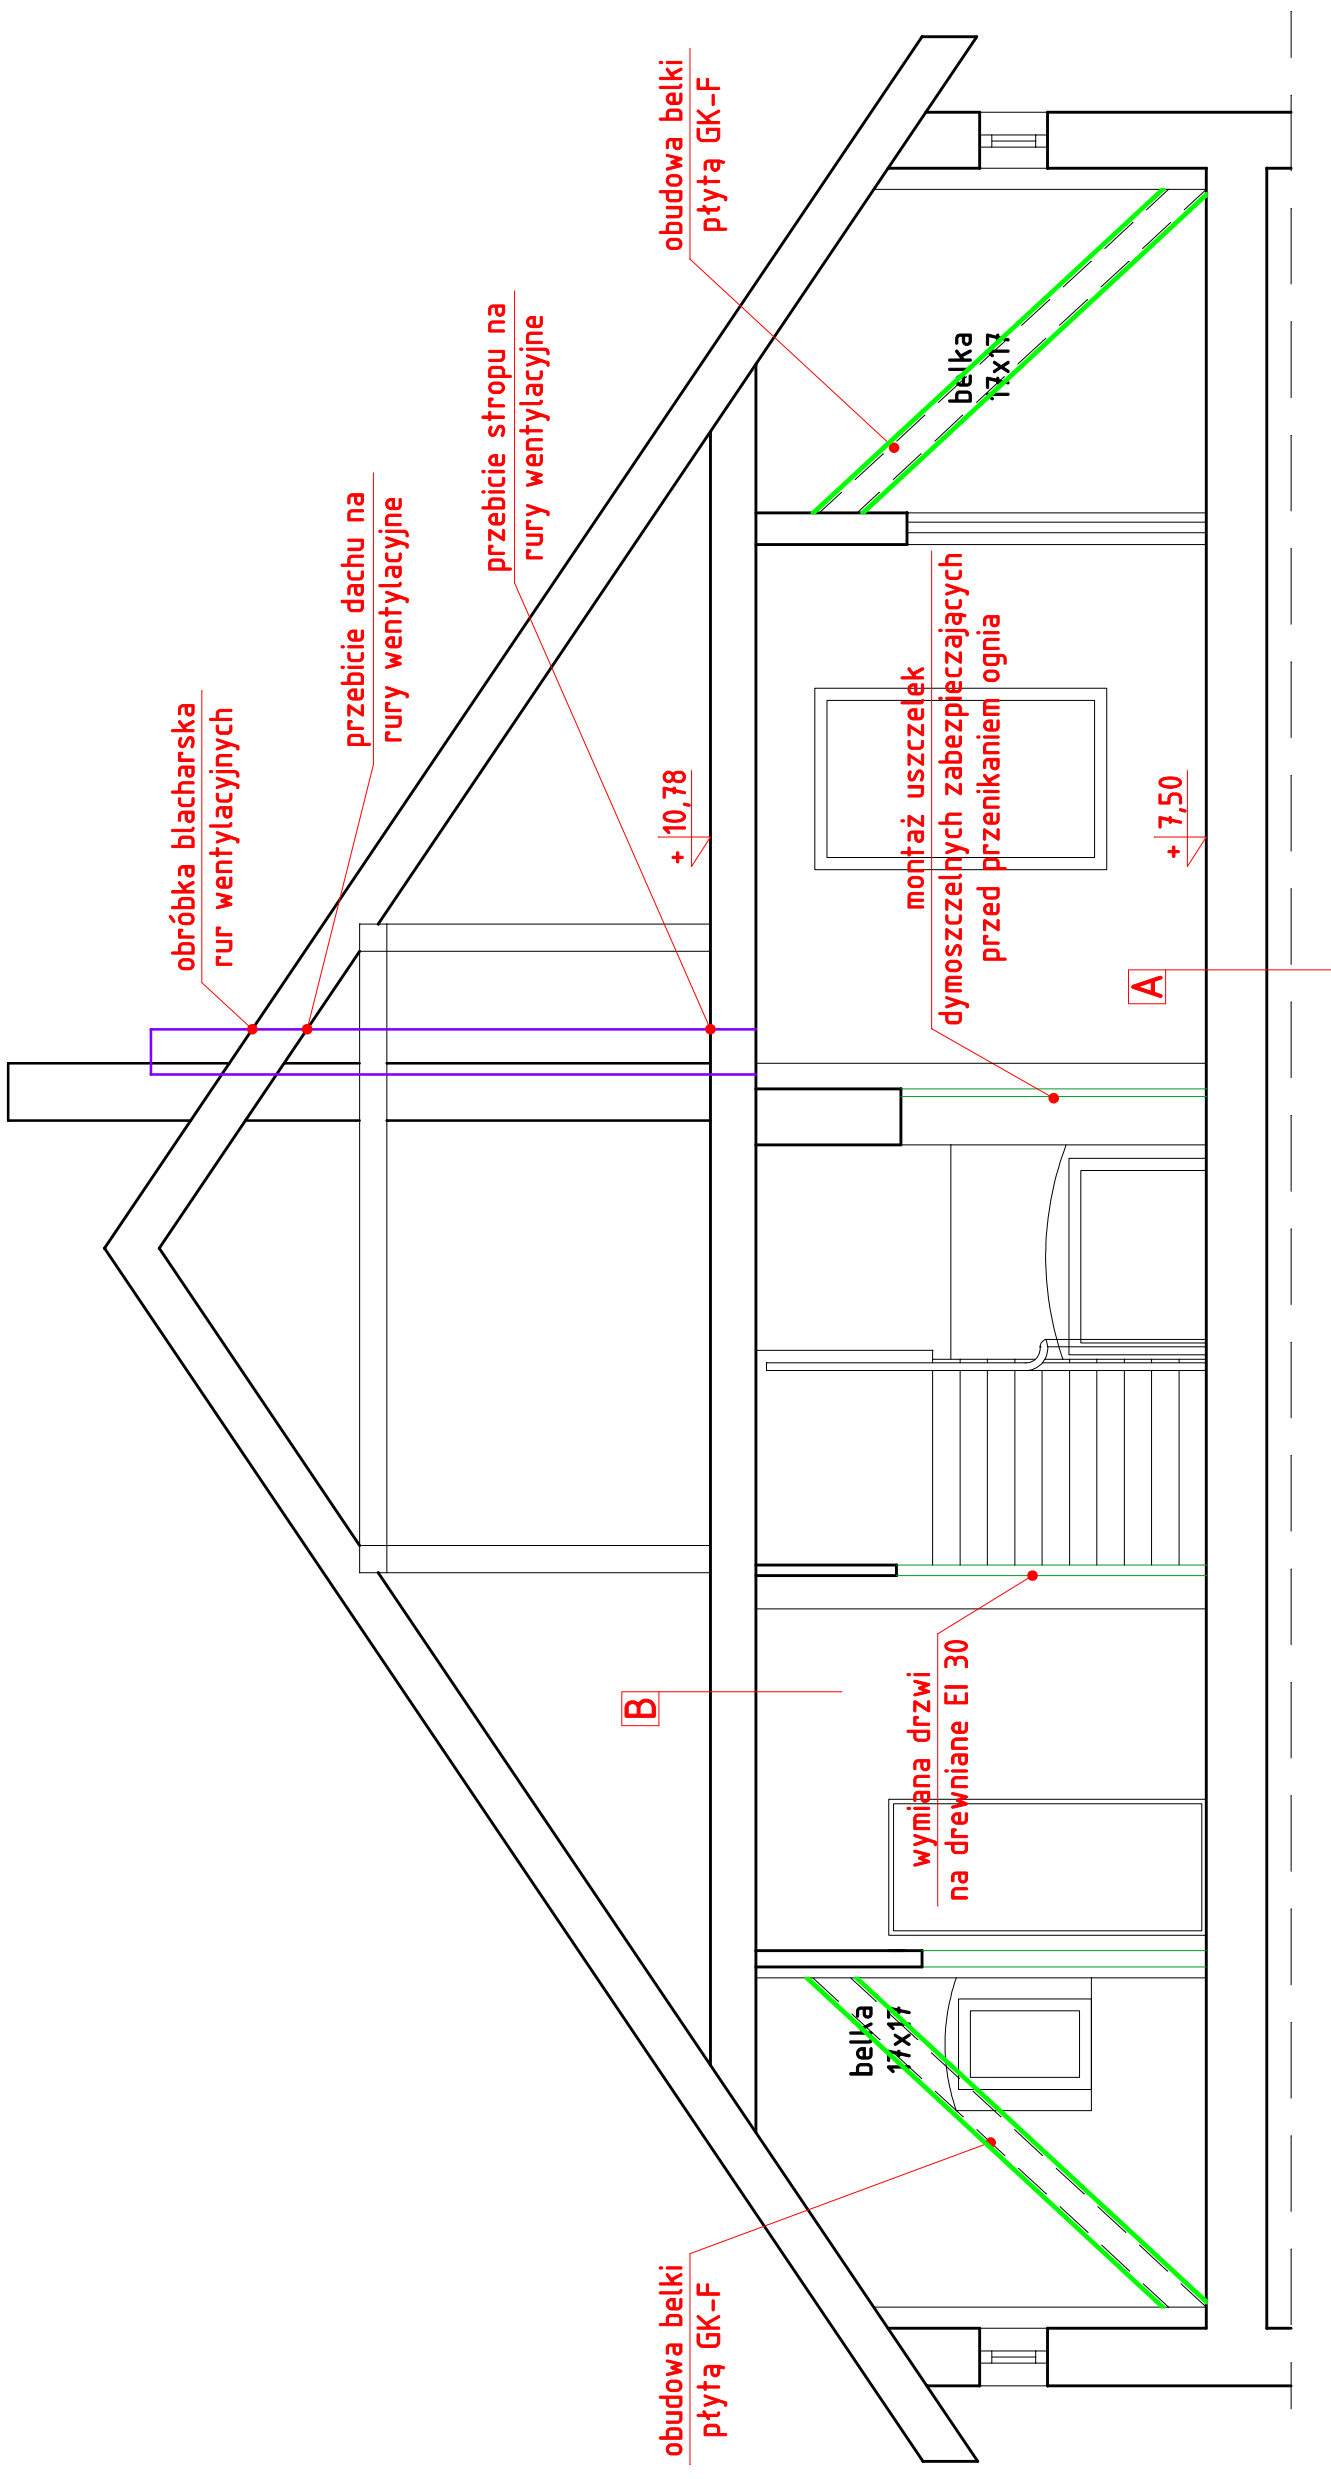 obróbka blacharska
rur wentylacyjnych
przebicie dachu na
rury wentylacyjne
przebicie stropu na
rury wentylacyjne
obudowa belki
płytą GK-F
obudowa belki
płytą GK-F
+ 10,78
B
belka
17x17
belka
17x17
wymiana drzwi
na drewniane EI 30
montaż uszczelek
dymoszczelnych zabezpieczających
przed przenikaniem ognia
+ 7,50
A